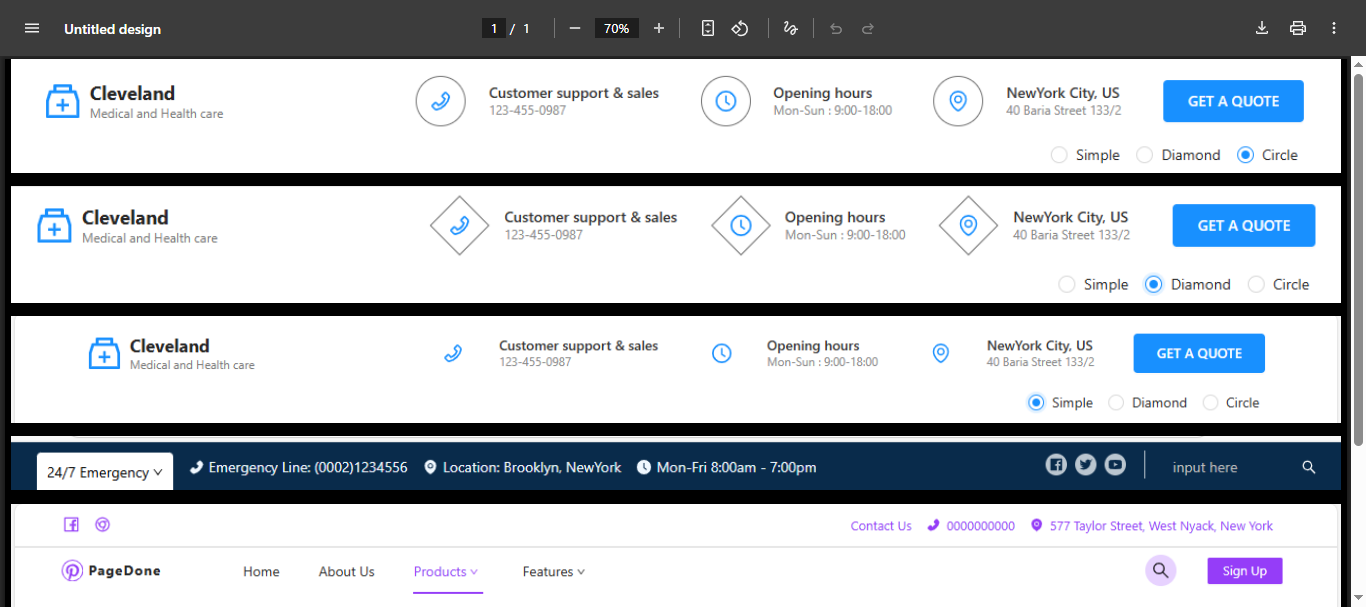 Untitled design 1 / 1 70%
Cleveland Customer support & sales Opening hours NewYork City, US GET A QUOTE
Medical and Health care 123-455-0987 Mon-Sun : 9:00-18:00 40 Baria Street 133/2
Simple Diamond Circle
Cleveland Customer support & sales Opening hours NewYork City, US GET A QUOTE
Medical and Health care 123-455-0987 Mon-Sun : 9:00-18:00 40 Baria Street 133/2
Simple Diamond Circle
Cleveland Customer support & sales Opening hours NewYork City, US GET A QUOTE
Medical and Health care 123-455-0987 Mon-Sun : 9:00-18:00 40 Baria Street 133/2
Simple Diamond Circle
24/7 Emergency Emergency Line: (0002)1234556 Location: Brooklyn, NewYork Mon-Fri 8:00am - 7:00pm input here
Contact Us 0000000000 577 Taylor Street, West Nyack, New York
PageDone Home About Us Products Features Sign Up